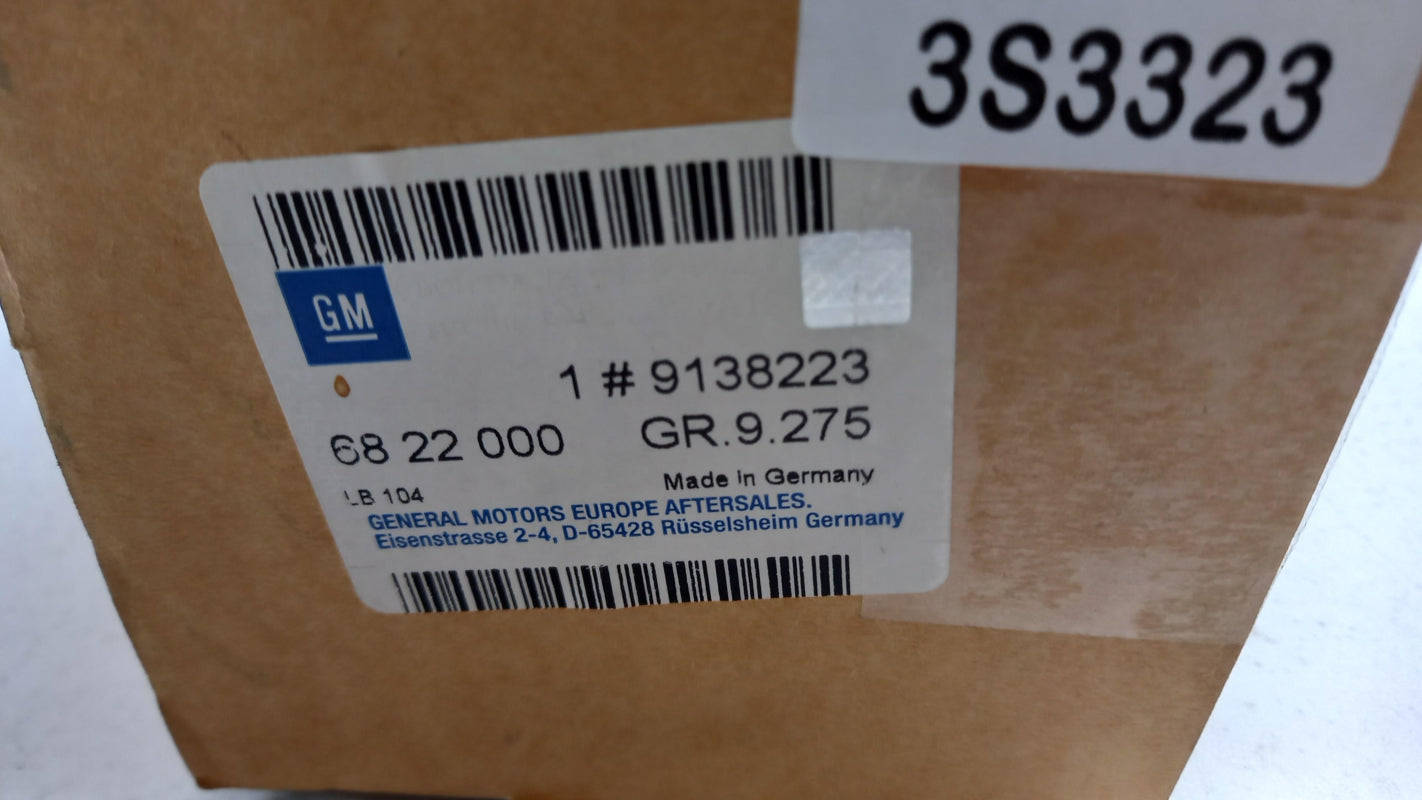 3S3323
GM
1 # 9138223
68 22 000 GR.9.275
LB 104 Made in Germany
GENERAL MOTORS EUROPE AFTERSALES.
Eisenstrasse 2-4, D-65428 Rüsselsheim Germany